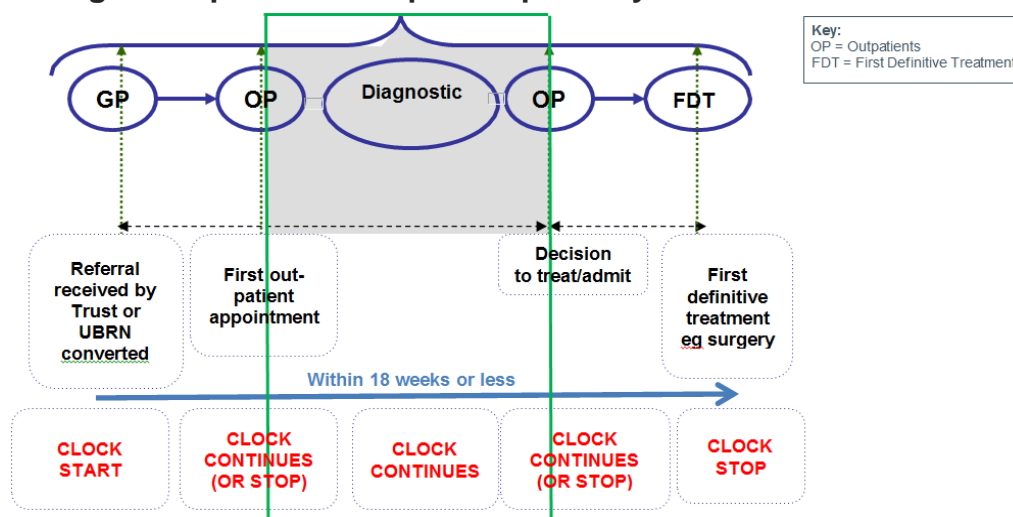 Key:
OP = Outpatients
FDT = First Definitive Treatment
GP
OP
Diagnostic
OP
FDT
Referral
received by
Trust or
UBRN
converted
First out-
patient
appointment
Decision
to treat/admit
First
definitive
treatment
eg surgery
Within 18 weeks or less
CLOCK
START
CLOCK
CONTINUES
(OR STOP)
CLOCK
CONTINUES
CLOCK
CONTINUES
(OR STOP)
CLOCK
STOP